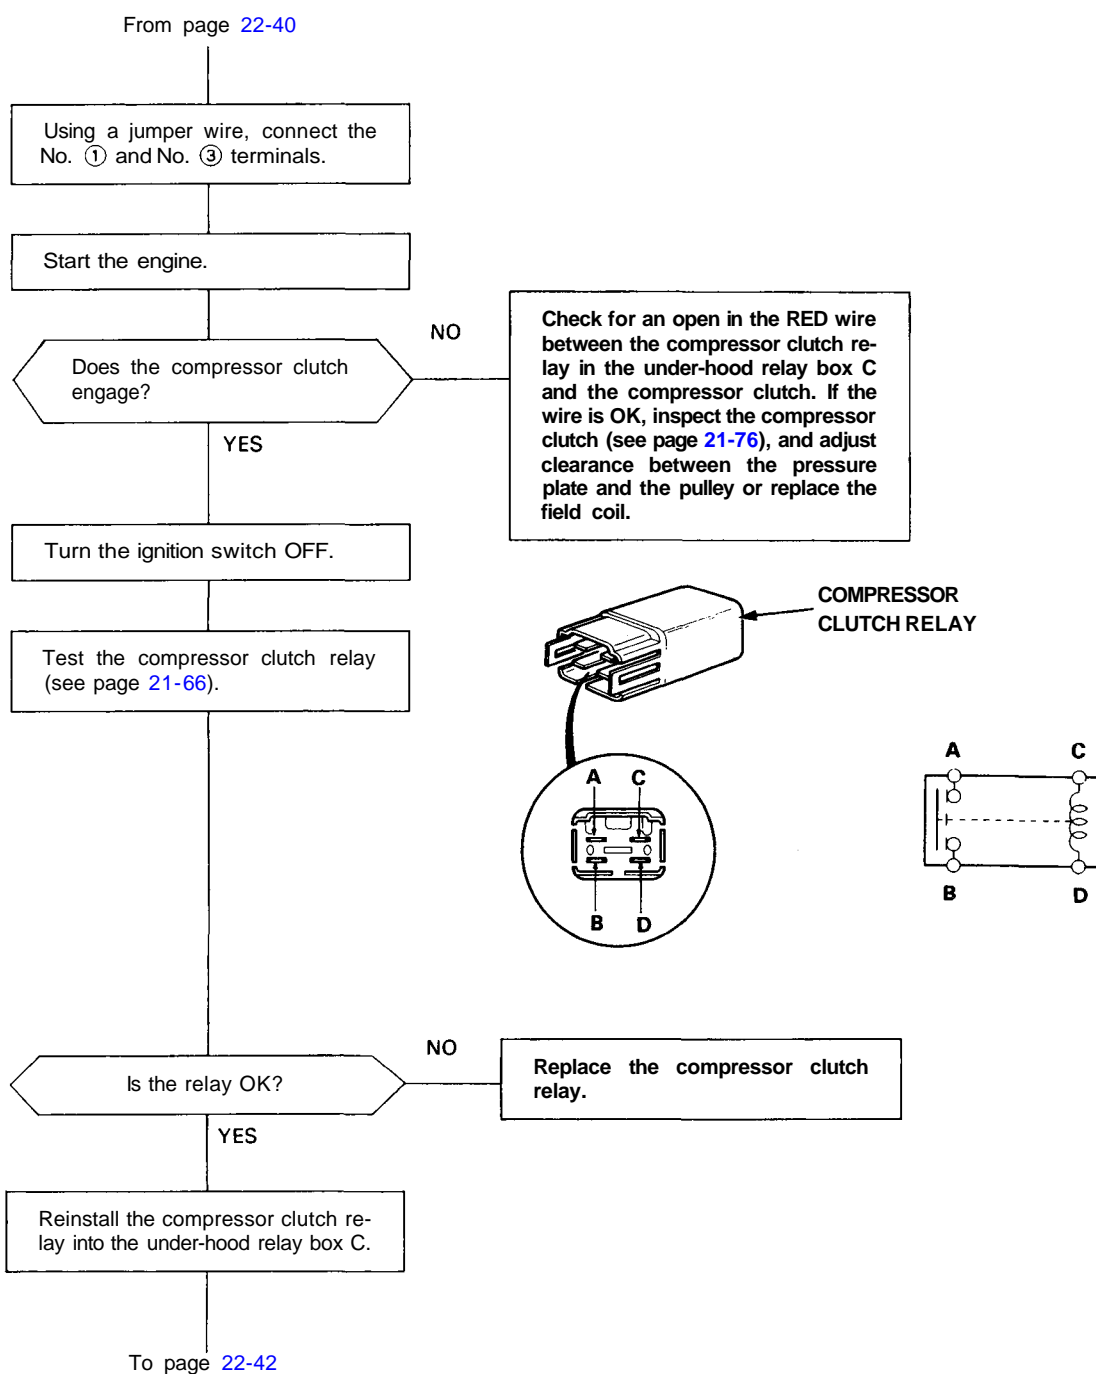 From page 22-40
Using a jumper wire, connect the
No. ① and No. ③ terminals.
Start the engine.
Does the compressor clutch
engage?
NO
Check for an open in the RED wire
between the compressor clutch re-
lay in the under-hood relay box C
and the compressor clutch. If the
wire is OK, inspect the compressor
clutch (see page 21-76), and adjust
clearance between the pressure
plate and the pulley or replace the
field coil.
YES
Turn the ignition switch OFF.
Test the compressor clutch relay
(see page 21-66).
COMPRESSOR
CLUTCH RELAY
A C
B D
A C
B D
Is the relay OK?
NO
Replace the compressor clutch
relay.
YES
Reinstall the compressor clutch re-
lay into the under-hood relay box C.
To page 22-42